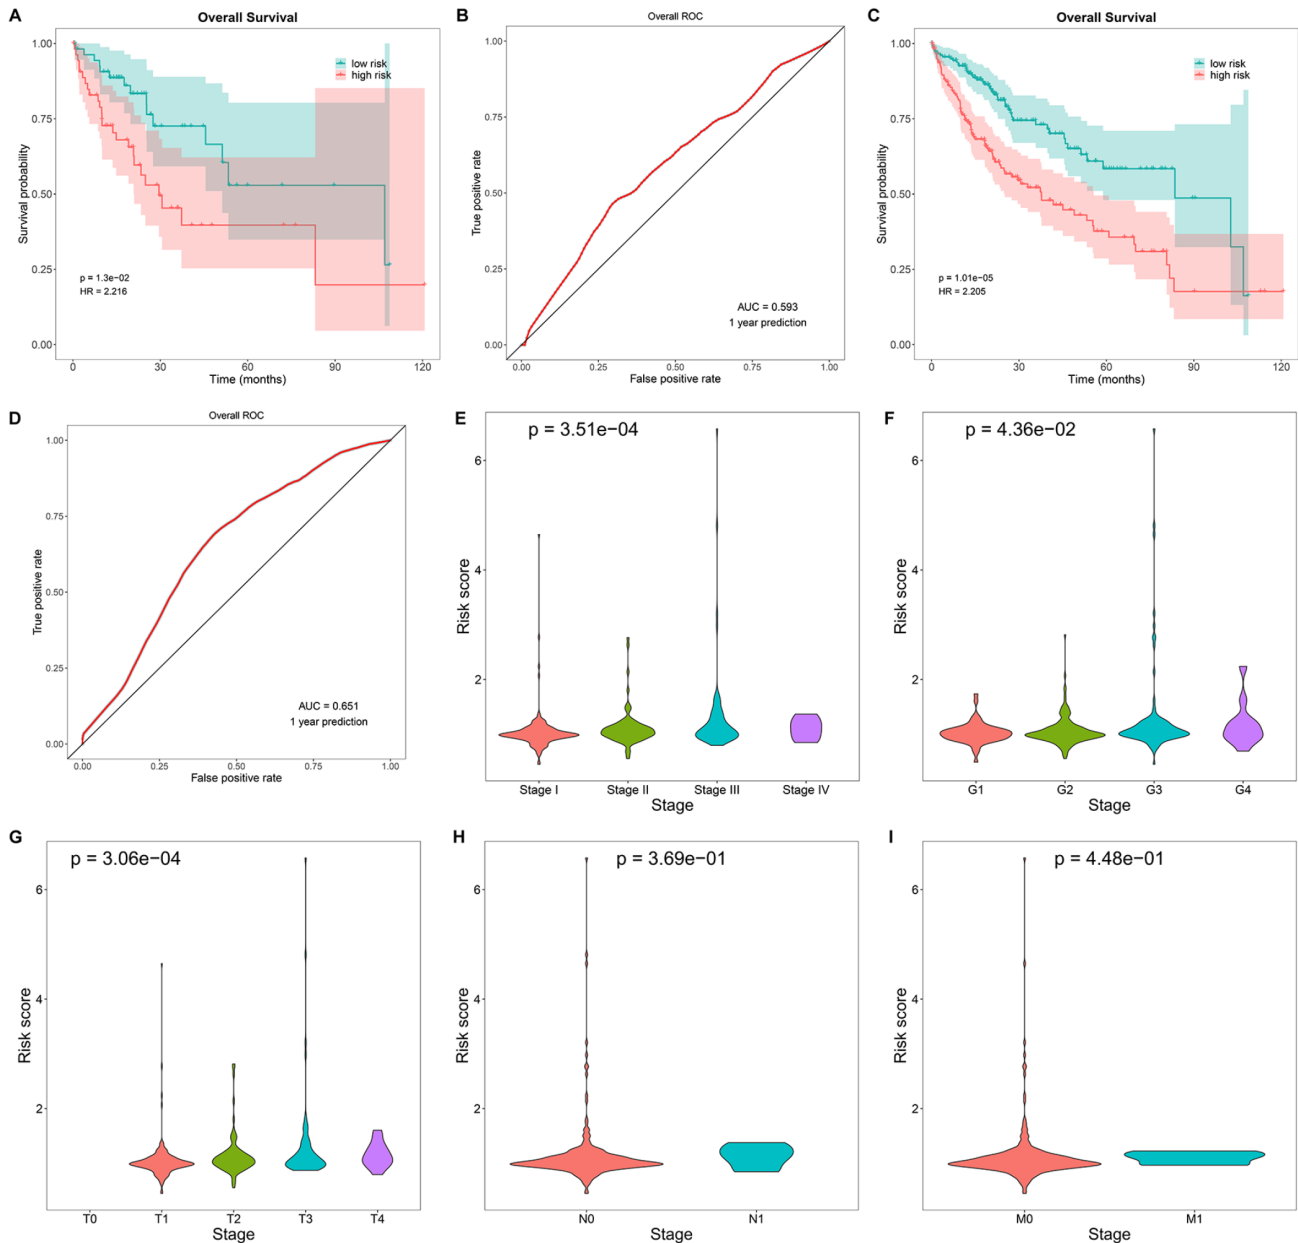 A
Overall Survival
1.00
0.75
0.50
0.25
0.00
Survival probability
low risk
high risk
p = 1.3e−02
HR = 2.216
0 30 60 90 120
Time (months)
B
Overall ROC
1.00
0.75
0.50
0.25
0.00
True positive rate
AUC = 0.593
1 year prediction
0.00 0.25 0.50 0.75 1.00
False positive rate
C
Overall Survival
1.00
0.75
0.50
0.25
0.00
Survival probability
low risk
high risk
p = 1.01e−05
HR = 2.205
0 30 60 90 120
Time (months)
D
Overall ROC
1.00
0.75
0.50
0.25
0.00
True positive rate
AUC = 0.651
1 year prediction
0.00 0.25 0.50 0.75 1.00
False positive rate
E
p = 3.51e−04
6
4
2
Risk score
Stage I Stage II Stage III Stage IV
Stage
F
p = 4.36e−02
6
4
2
Risk score
G1 G2 G3 G4
Stage
G
p = 3.06e−04
6
4
2
Risk score
T0 T1 T2 T3 T4
Stage
H
p = 3.69e−01
6
4
2
Risk score
N0 N1
Stage
I
p = 4.48e−01
6
4
2
Risk score
M0 M1
Stage